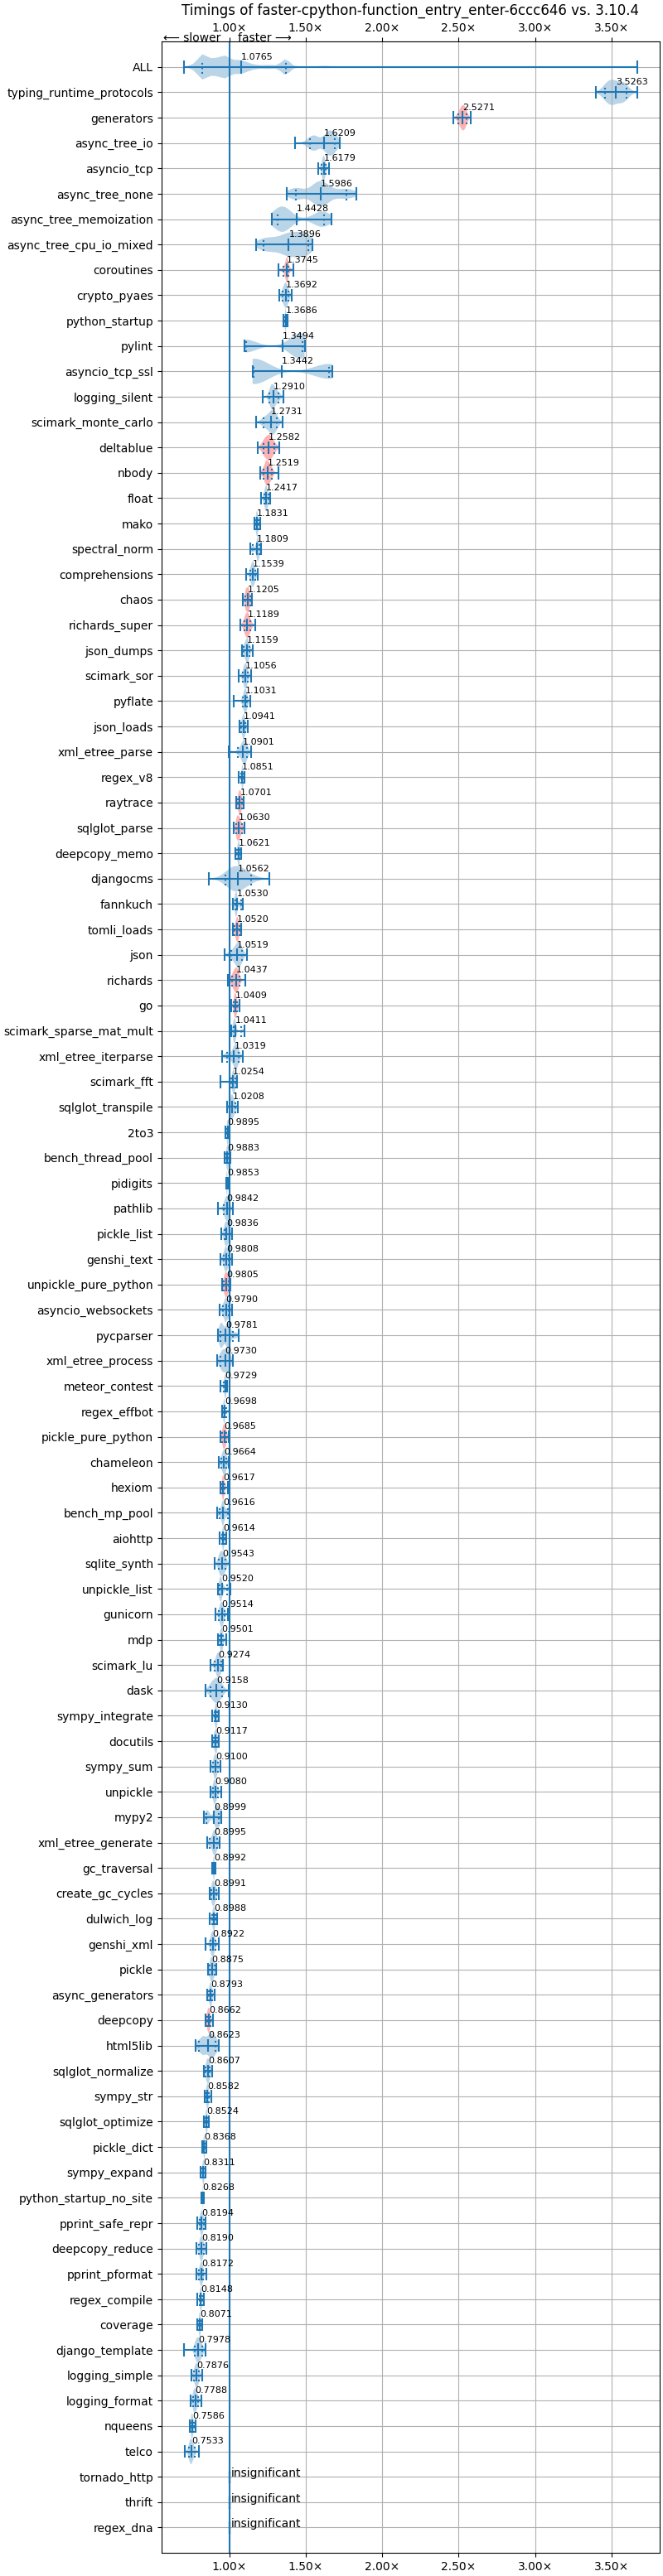 Timings of faster-cpython-function_entry_enter-6ccc646 vs. 3.10.4
1.00× 1.50× 2.00× 2.50× 3.00× 3.50×
⟵ slower faster ⟶
ALL 1.0765
typing_runtime_protocols 3.5263
generators 2.5271
async_tree_io 1.6209
asyncio_tcp 1.6179
async_tree_none 1.5986
async_tree_memoization 1.4428
async_tree_cpu_io_mixed 1.3896
coroutines 1.3745
crypto_pyaes 1.3692
python_startup 1.3686
pylint 1.3494
asyncio_tcp_ssl 1.3442
logging_silent 1.2910
scimark_monte_carlo 1.2731
deltablue 1.2582
nbody 1.2519
float 1.2417
mako 1.1831
spectral_norm 1.1809
comprehensions 1.1539
chaos 1.1205
richards_super 1.1189
json_dumps 1.1159
scimark_sor 1.1056
pyflate 1.1031
json_loads 1.0941
xml_etree_parse 1.0901
regex_v8 1.0851
raytrace 1.0701
sqlglot_parse 1.0630
deepcopy_memo 1.0621
djangocms 1.0562
fannkuch 1.0530
tomli_loads 1.0520
json 1.0519
richards 1.0437
go 1.0409
scimark_sparse_mat_mult 1.0411
xml_etree_iterparse 1.0319
scimark_fft 1.0254
sqlglot_transpile 1.0208
2to3 0.9895
bench_thread_pool 0.9883
pidigits 0.9853
pathlib 0.9842
pickle_list 0.9836
genshi_text 0.9808
unpickle_pure_python 0.9805
asyncio_websockets 0.9790
pycparser 0.9781
xml_etree_process 0.9730
meteor_contest 0.9729
regex_effbot 0.9698
pickle_pure_python 0.9685
chameleon 0.9664
hexiom 0.9617
bench_mp_pool 0.9616
aiohttp 0.9614
sqlite_synth 0.9543
unpickle_list 0.9520
gunicorn 0.9514
mdp 0.9501
scimark_lu 0.9274
dask 0.9158
sympy_integrate 0.9130
docutils 0.9117
sympy_sum 0.9100
unpickle 0.9080
mypy2 0.8999
xml_etree_generate 0.8995
gc_traversal 0.8992
create_gc_cycles 0.8991
dulwich_log 0.8988
genshi_xml 0.8922
pickle 0.8875
async_generators 0.8793
deepcopy 0.8662
html5lib 0.8623
sqlglot_normalize 0.8607
sympy_str 0.8582
sqlglot_optimize 0.8524
pickle_dict 0.8368
sympy_expand 0.8311
python_startup_no_site 0.8268
pprint_safe_repr 0.8194
deepcopy_reduce 0.8190
pprint_pformat 0.8172
regex_compile 0.8148
coverage 0.8071
django_template 0.7978
logging_simple 0.7876
logging_format 0.7788
nqueens 0.7586
telco 0.7533
tornado_http insignificant
thrift insignificant
regex_dna insignificant
1.00× 1.50× 2.00× 2.50× 3.00× 3.50×